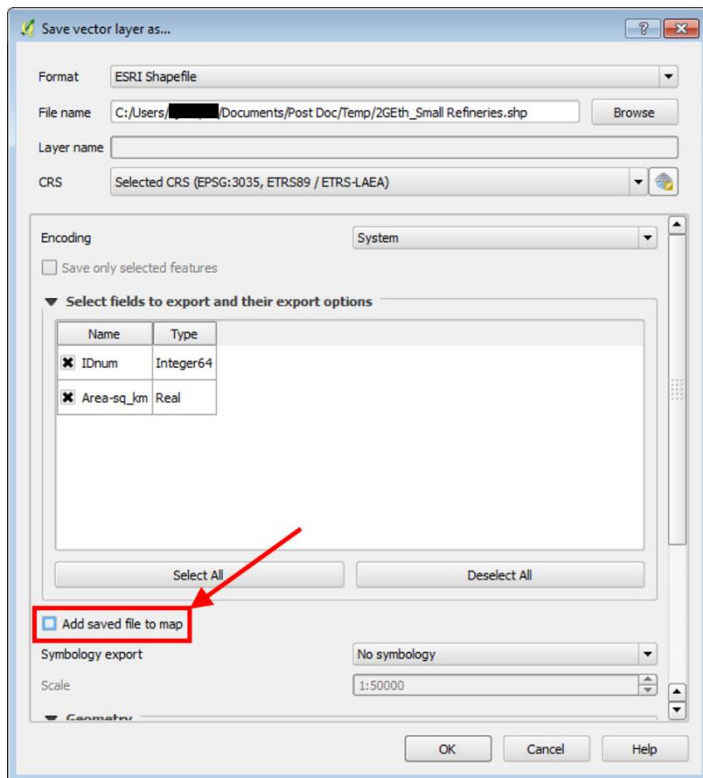 Save vector layer as...
Format ESRI Shapefile
File name C:/Users/ /Documents/Post Doc/Temp/2GEth_Small Refineries.shp Browse
Layer name
CRS Selected CRS (EPSG:3035, ETRS89 / ETRS-LAEA)
Encoding System
Save only selected features
Select fields to export and their export options
Name Type
IDnum Integer64
Area-sq_km Real
Select All Deselect All
Add saved file to map
Symbology export No symbology
Scale 1:50000
Geometry
OK Cancel Help